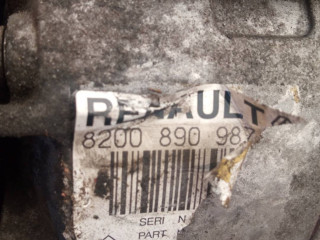 RENAULT
8200 890 987
SERI N
PART